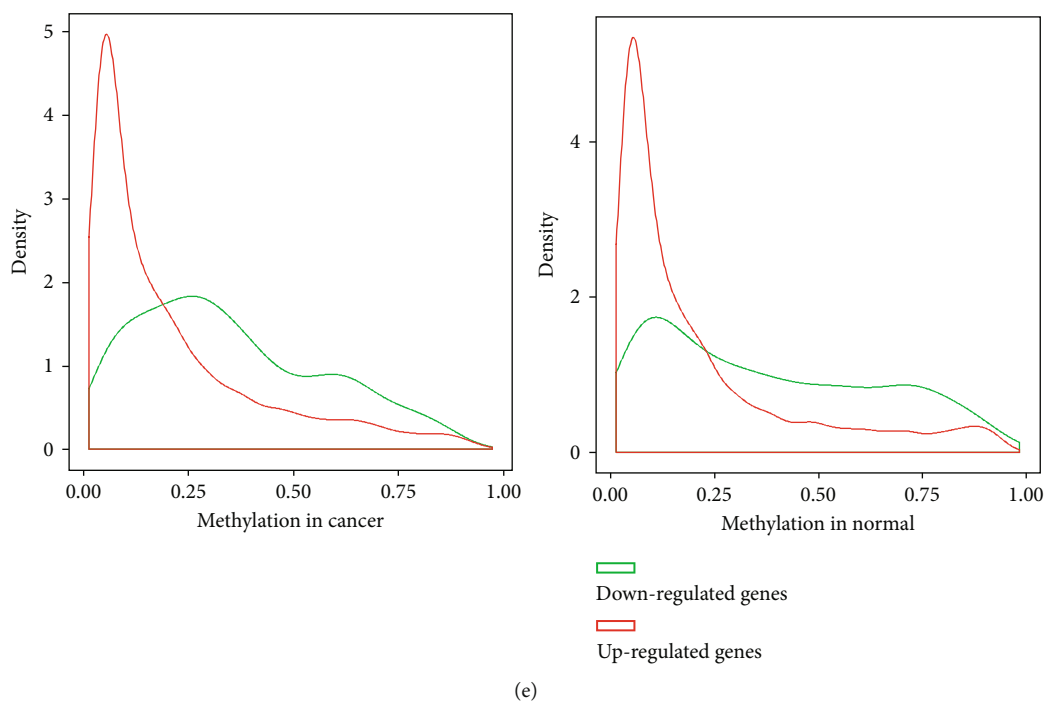 5
4
3
2
1
0
Density
0.00 0.25 0.50 0.75 1.00
Methylation in cancer
4
2
0
Density
0.00 0.25 0.50 0.75 1.00
Methylation in normal
Down-regulated genes
Up-regulated genes
(e)